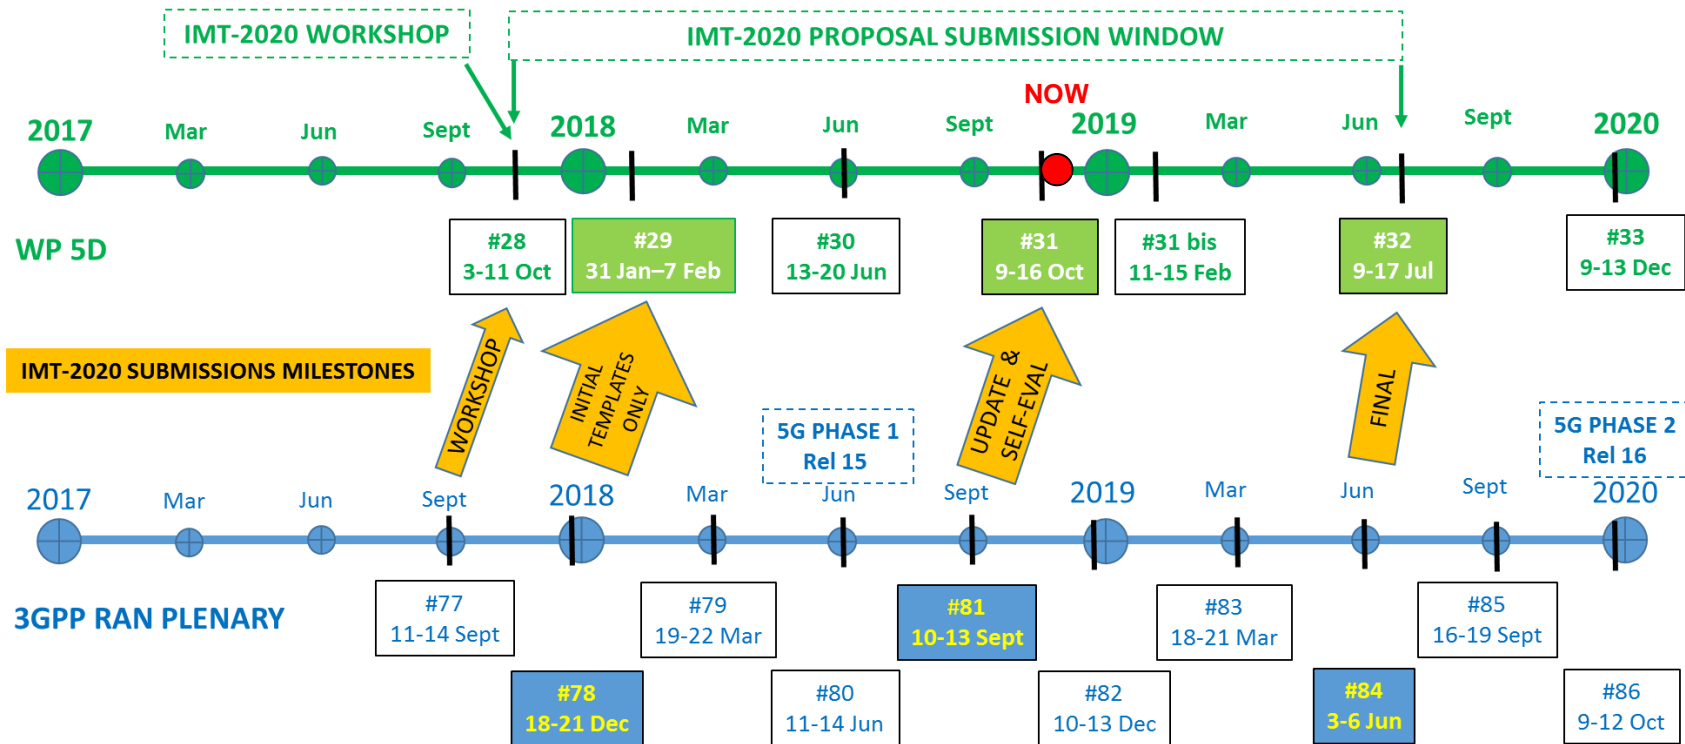 IMT-2020 WORKSHOP
IMT-2020 PROPOSAL SUBMISSION WINDOW
NOW
2017
Mar
Jun
Sept
2018
Mar
Jun
Sept
2019
Mar
Jun
Sept
2020
WP 5D
#28
3-11 Oct
#29
31 Jan–7 Feb
#30
13-20 Jun
#31
9-16 Oct
#31 bis
11-15 Feb
#32
9-17 Jul
#33
9-13 Dec
IMT-2020 SUBMISSIONS MILESTONES
WORKSHOP
INITIAL
TEMPLATES
ONLY
UPDATE &
SELF-EVAL
FINAL
5G PHASE 1
Rel 15
5G PHASE 2
Rel 16
2017
Mar
Jun
Sept
2018
Mar
Jun
Sept
2019
Mar
Jun
Sept
2020
3GPP RAN PLENARY
#77
11-14 Sept
#78
18-21 Dec
#79
19-22 Mar
#80
11-14 Jun
#81
10-13 Sept
#82
10-13 Dec
#83
18-21 Mar
#84
3-6 Jun
#85
16-19 Sept
#86
9-12 Oct